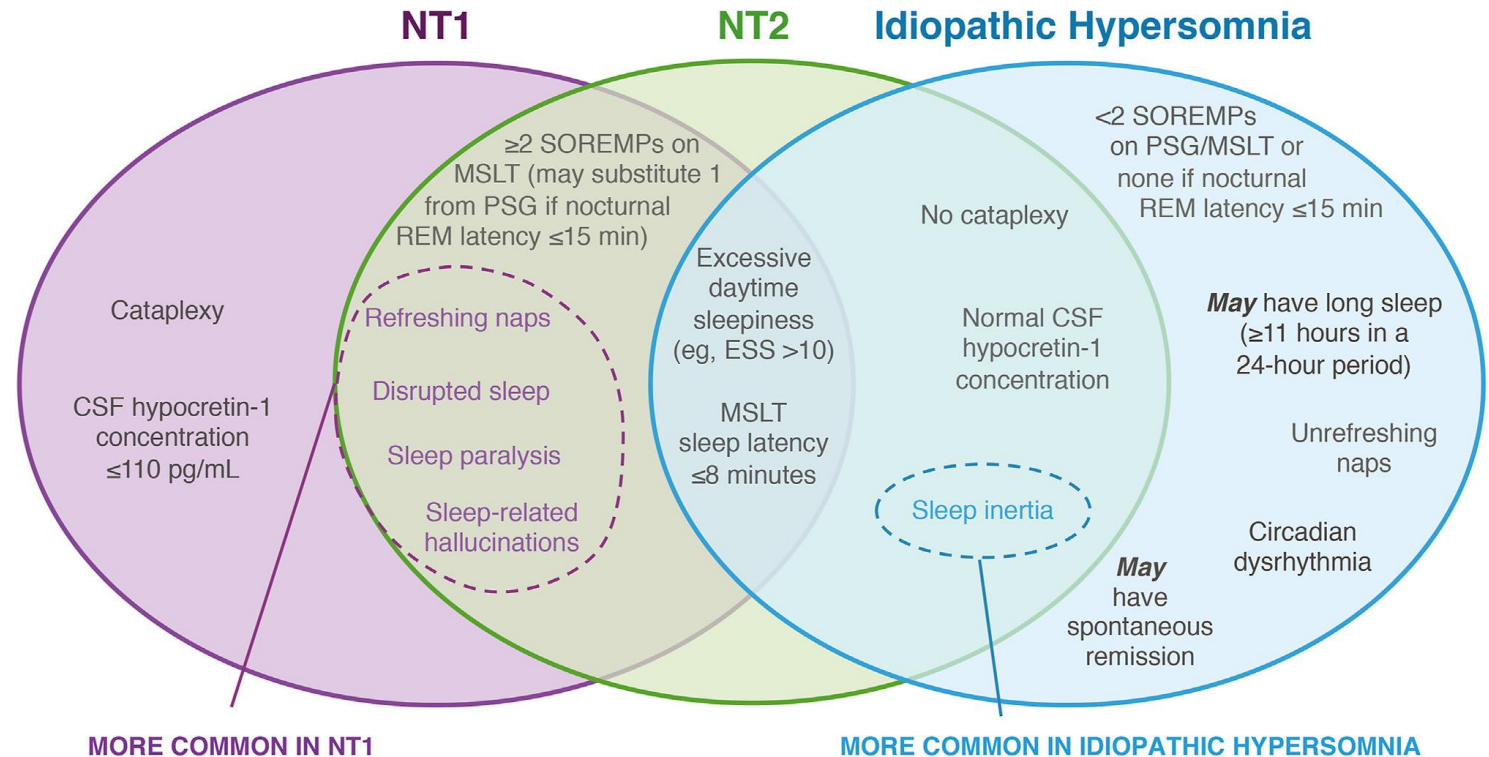 NT1
NT2
Idiopathic Hypersomnia
Cataplexy
CSF hypocretin-1
concentration
≤110 pg/mL
≥2 SOREMPs on
MSLT (may substitute 1
from PSG if nocturnal
REM latency ≤15 min)
Refreshing naps
Disrupted sleep
Sleep paralysis
Sleep-related
hallucinations
Excessive
daytime
sleepiness
(eg, ESS >10)
MSLT
sleep latency
≤8 minutes
No cataplexy
Normal CSF
hypocretin-1
concentration
Sleep inertia
<2 SOREMPs
on PSG/MSLT or
none if nocturnal
REM latency ≤15 min
May have long sleep
(≥11 hours in a
24-hour period)
Unrefreshing
naps
Circadian
dysrhythmia
May
have
spontaneous
remission
MORE COMMON IN NT1
MORE COMMON IN IDIOPATHIC HYPERSOMNIA